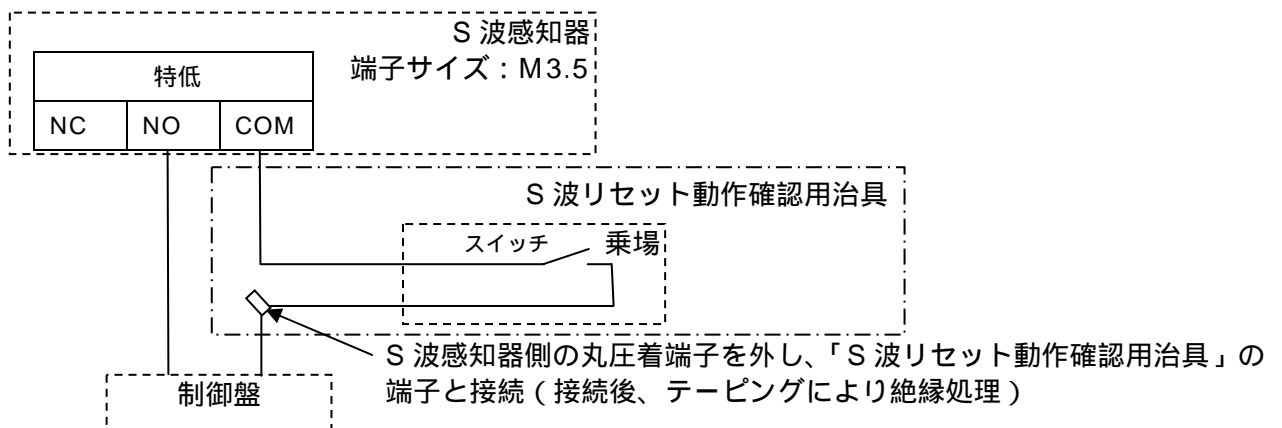 S 波感知器
端子サイズ：M3.5
特低
NC NO COM
S 波リセット動作確認用治具
スイッチ 乗場
S 波感知器側の丸圧着端子を外し、「S 波リセット動作確認用治具」の
端子と接続（接続後、テーピングにより絶縁処理）
制御盤